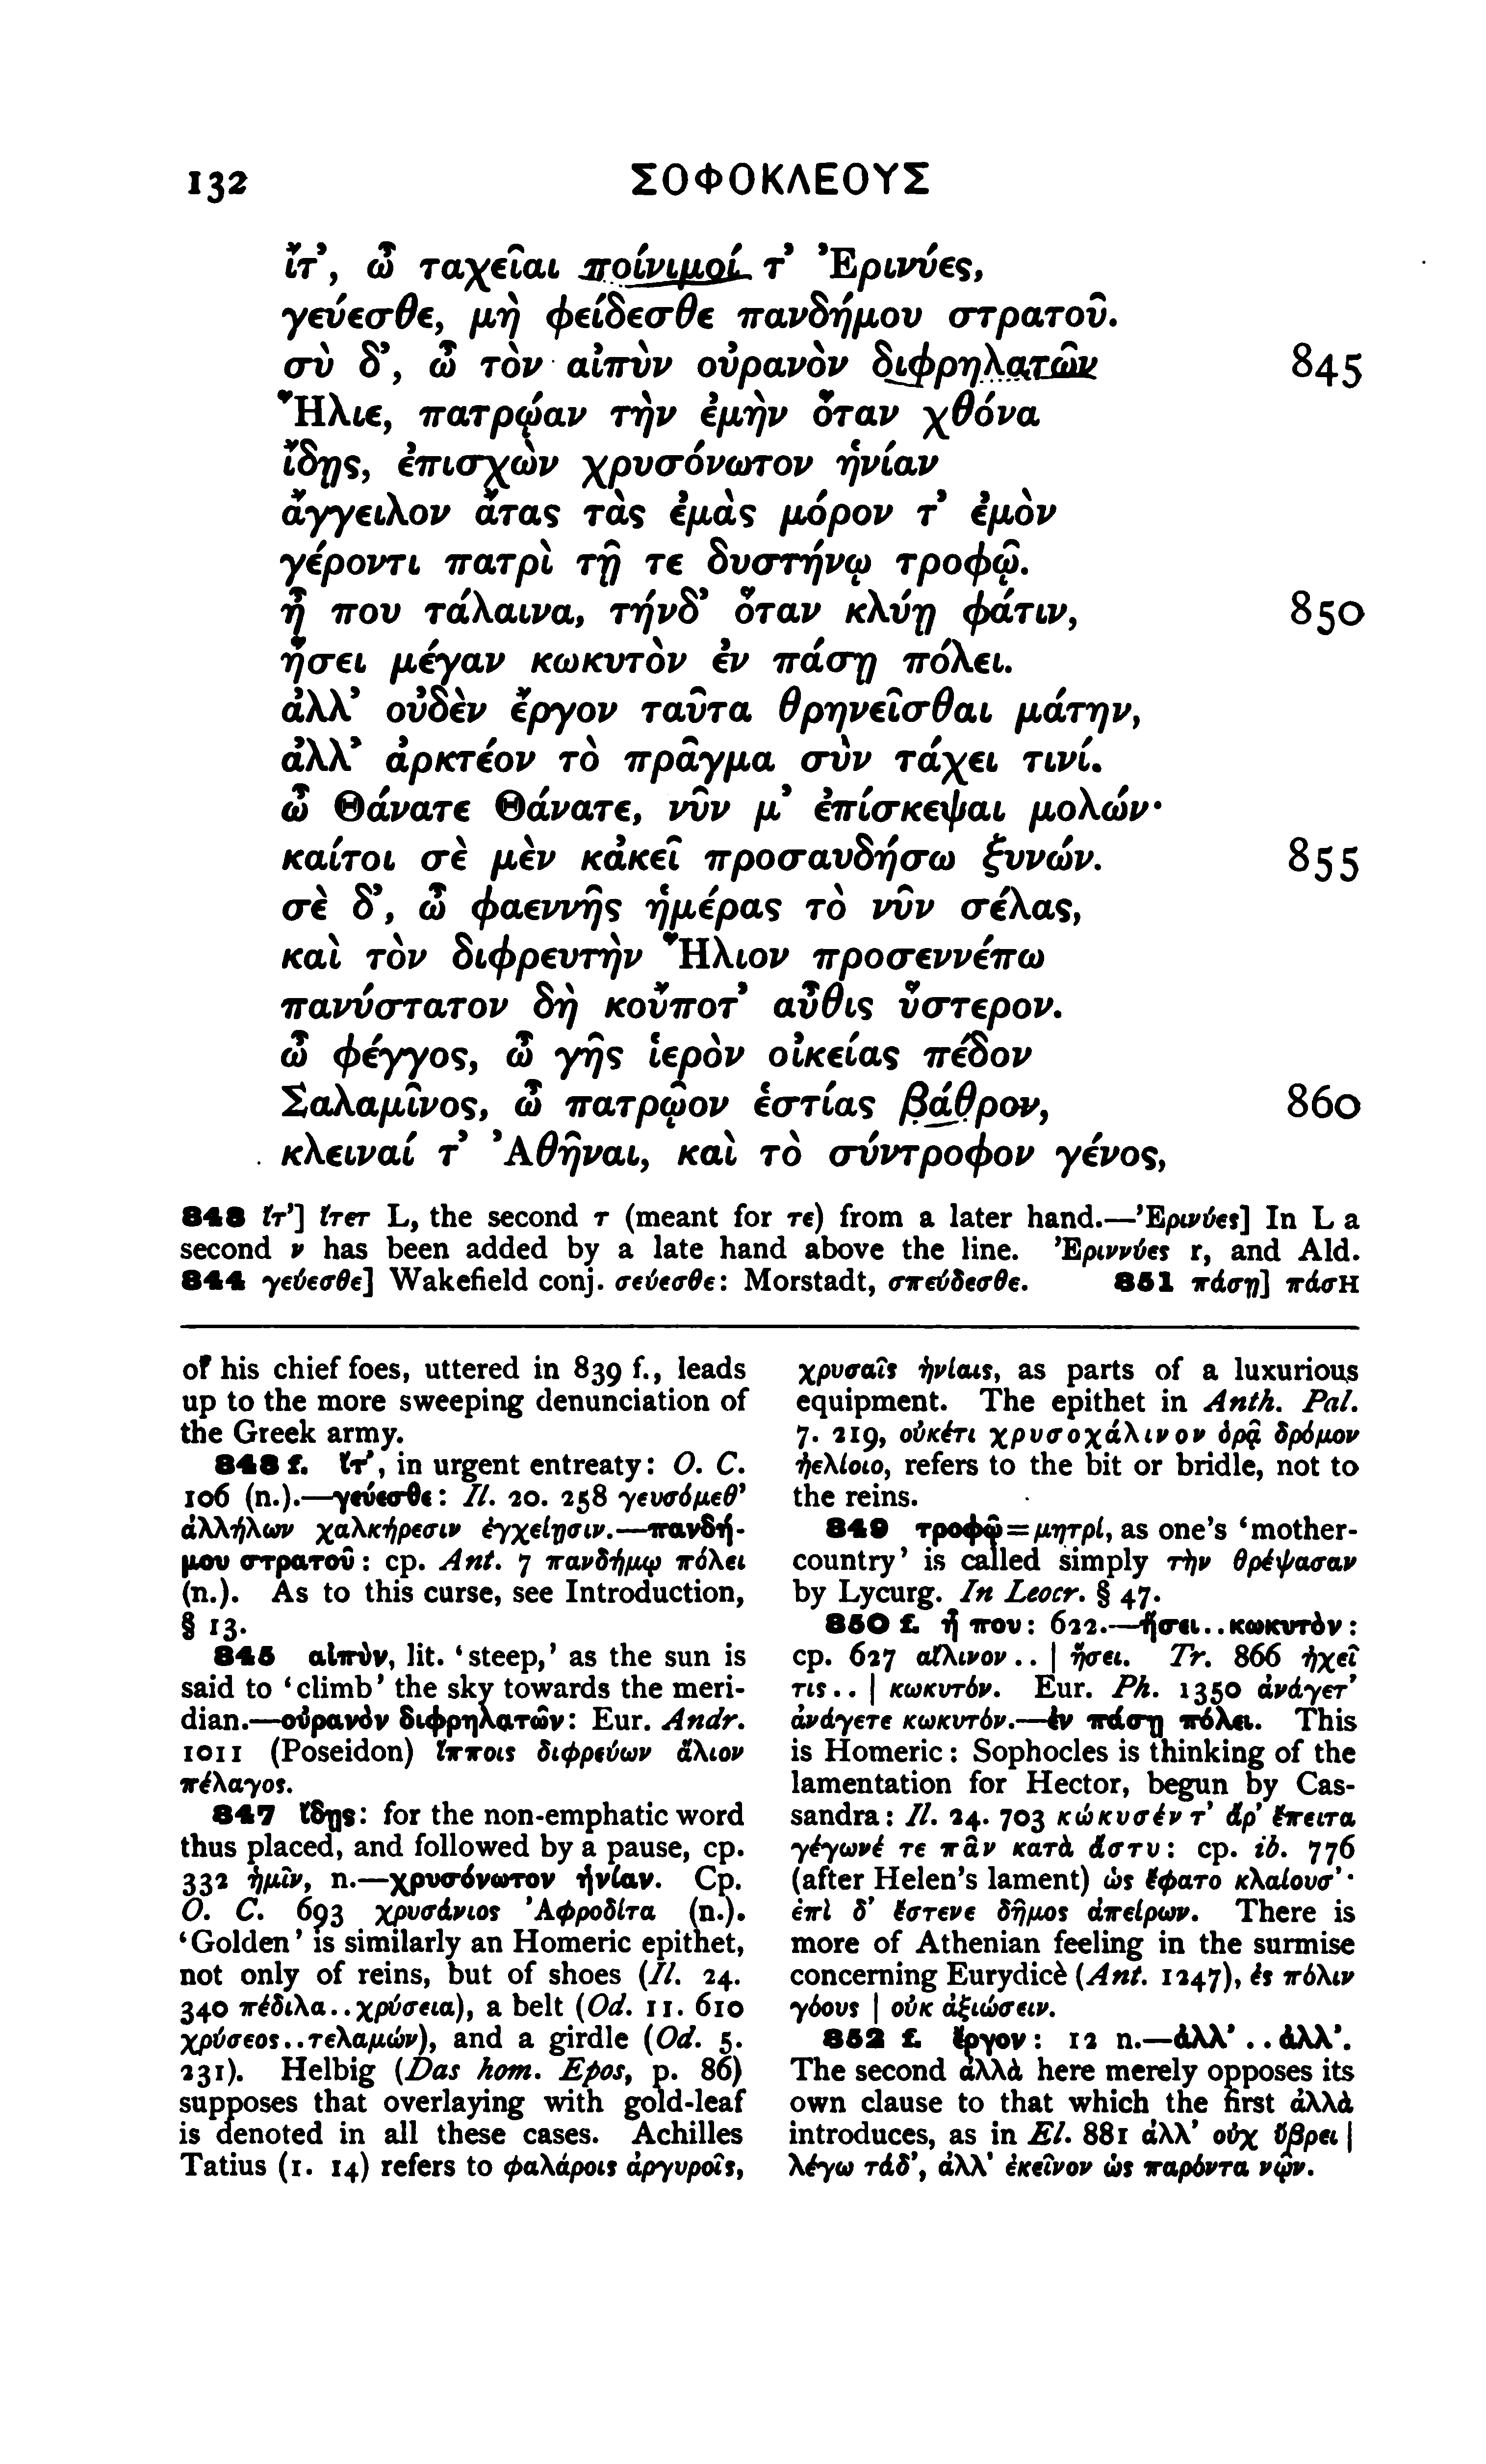 132 ΣΟΦΟΚΛΕΟΥΣ
ἴτ’, ὦ ταχεῖαι ποίνιμοί τ’ Ἐρινύες,
γεύεσθε, μὴ φείδεσθε πανδήμου στρατοῦ.
σὺ δ’, ὦ τὸν αἰπὺν οὐρανὸν διφρηλατῶν 845
Ἥλιε, πατρῴαν τὴν ἐμὴν ὅταν χθόνα
ἴδῃς, ἐπισχὼν χρυσόνωτον ἡνίαν
ἄγγειλον ἄτας τὰς ἐμὰς μόρον τ’ ἐμὸν
γέροντι πατρὶ τῇ τε δυστήνῳ τροφῷ.
ἦ που τάλαινα, τήνδ’ ὅταν κλύῃ φάτιν, 850
ἥσει μέγαν κωκυτὸν ἐν πάσῃ πόλει.
ἀλλ’ οὐδὲν ἔργον ταῦτα θρηνεῖσθαι μάτην,
ἀλλ’ ἀρκτέον τὸ πρᾶγμα σὺν τάχει τινί.
ὦ Θάνατε Θάνατε, νῦν μ’ ἐπίσκεψαι μολών·
καίτοι σὲ μὲν κἀκεῖ προσαυδήσω ξυνών. 855
σὲ δ’, ὦ φαεννῆς ἡμέρας τὸ νῦν σέλας,
καὶ τὸν διφρευτὴν Ἥλιον προσεννέπω
πανύστατον δὴ κοὔποτ’ αὖθις ὕστερον.
ὦ φέγγος, ὦ γῆς ἱερὸν οἰκείας πέδον
Σαλαμῖνος, ὦ πατρῷον ἑστίας βάθρον, 860
κλειναί τ’ Ἀθῆναι, καὶ τὸ σύντροφον γένος,
843 ἴτ’] ἴτετ L, the second τ (meant for τε) from a later hand.—Ἐρινύες] In L a
second ν has been added by a late hand above the line. Ἐριννύες r, and Ald.
844 γεύεσθε] Wakefield conj. σεύεσθε: Morstadt, σπεύδεσθε. 851 πάσῃ] πάσΗ
of his chief foes, uttered in 839 f., leads
up to the more sweeping denunciation of
the Greek army.
843 f. ἴτ’, in urgent entreaty: O. C.
106 (n.).—γεύεσθε: Il. 20. 258 γευσόμεθ’
ἀλλήλων χαλκήρεσιν ἐγχείῃσιν.—πανδή-
μου στρατοῦ: cp. Ant. 7 πανδήμῳ πόλει
(n.). As to this curse, see Introduction,
§ 13.
845 αἰπὺν, lit. ‘steep,’ as the sun is
said to ‘climb’ the sky towards the meri-
dian.—οὐρανὸν διφρηλατῶν: Eur. Andr.
1011 (Poseidon) ἵπποις διφρεύων ἅλιον
πέλαγος.
847 ἴδῃς: for the non-emphatic word
thus placed, and followed by a pause, cp.
332 ἡμῖν, n.—χρυσόνωτον ἡνίαν. Cp.
O. C. 693 χρυσάνιος Ἀφροδίτα (n.).
‘Golden’ is similarly an Homeric epithet,
not only of reins, but of shoes (Il. 24.
340 πέδιλα..χρύσεια), a belt (Od. 11. 610
χρύσεος..τελαμών), and a girdle (Od. 5.
231). Helbig (Das hom. Epos, p. 86)
supposes that overlaying with gold-leaf
is denoted in all these cases. Achilles
Tatius (1. 14) refers to φαλάροις ἀργυροῖς,
χρυσαῖς ἡνίαις, as parts of a luxurious
equipment. The epithet in Anth. Pal.
7. 219, οὐκέτι χρυσοχάλινον ὁρᾷ δρόμον
ἠελίοιο, refers to the bit or bridle, not to
the reins.
849 τροφῷ=μητρί, as one’s ‘mother-
country’ is called simply τὴν θρέψασαν
by Lycurg. In Leocr. § 47.
850 f. ἦ που: 622.—ἥσει..κωκυτὸν:
cp. 627 αἴλινον.. | ἥσει. Tr. 866 ἠχεῖ
τις.. | κωκυτόν. Eur. Ph. 1350 ἀνάγετ’
ἀνάγετε κωκυτόν.—ἐν πάσῃ πόλει. This
is Homeric: Sophocles is thinking of the
lamentation for Hector, begun by Cas-
sandra: Il. 24. 703 κώκυσέν τ’ ἄρ’ ἔπειτα
γέγωνέ τε πᾶν κατὰ ἄστυ: cp. ib. 776
(after Helen’s lament) ὡς ἔφατο κλαίουσ’·
ἐπὶ δ’ ἔστενε δῆμος ἀπείρων. There is
more of Athenian feeling in the surmise
concerning Eurydicè (Ant. 1247), ἐς πόλιν
γόους | οὐκ ἀξιώσειν.
852 f. ἔργον: 12 n.—ἀλλ’..ἀλλ’.
The second ἀλλὰ here merely opposes its
own clause to that which the first ἀλλὰ
introduces, as in El. 881 ἀλλ’ οὐχ ὕβρει |
λέγω τάδ’, ἀλλ’ ἐκεῖνον ὡς παρόντα νῷν.